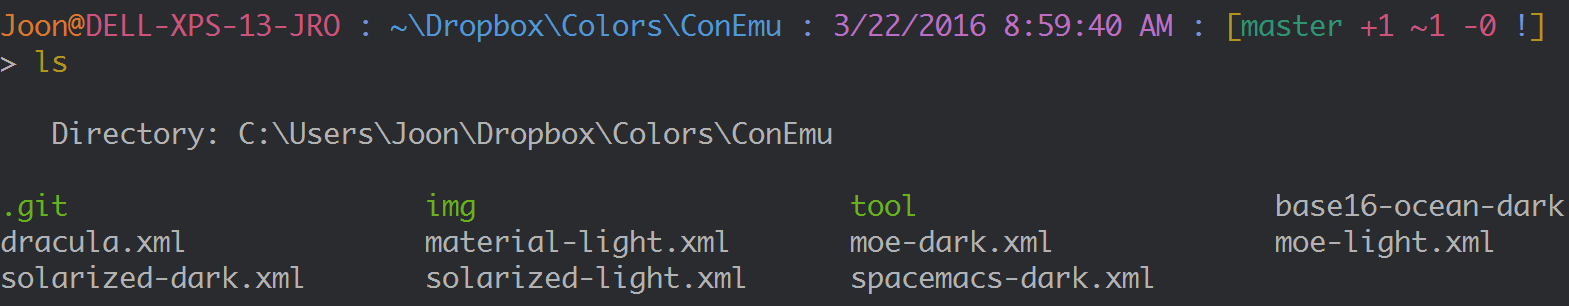 Joon@DELL-XPS-13-JRO : ~\Dropbox\Colors\ConEmu : 3/22/2016 8:59:40 AM : [master +1 ~1 -0 !]
> ls
Directory: C:\Users\Joon\Dropbox\Colors\ConEmu
.git img tool base16-ocean-dark
dracula.xml material-light.xml moe-dark.xml moe-light.xml
solarized-dark.xml solarized-light.xml spacemacs-dark.xml